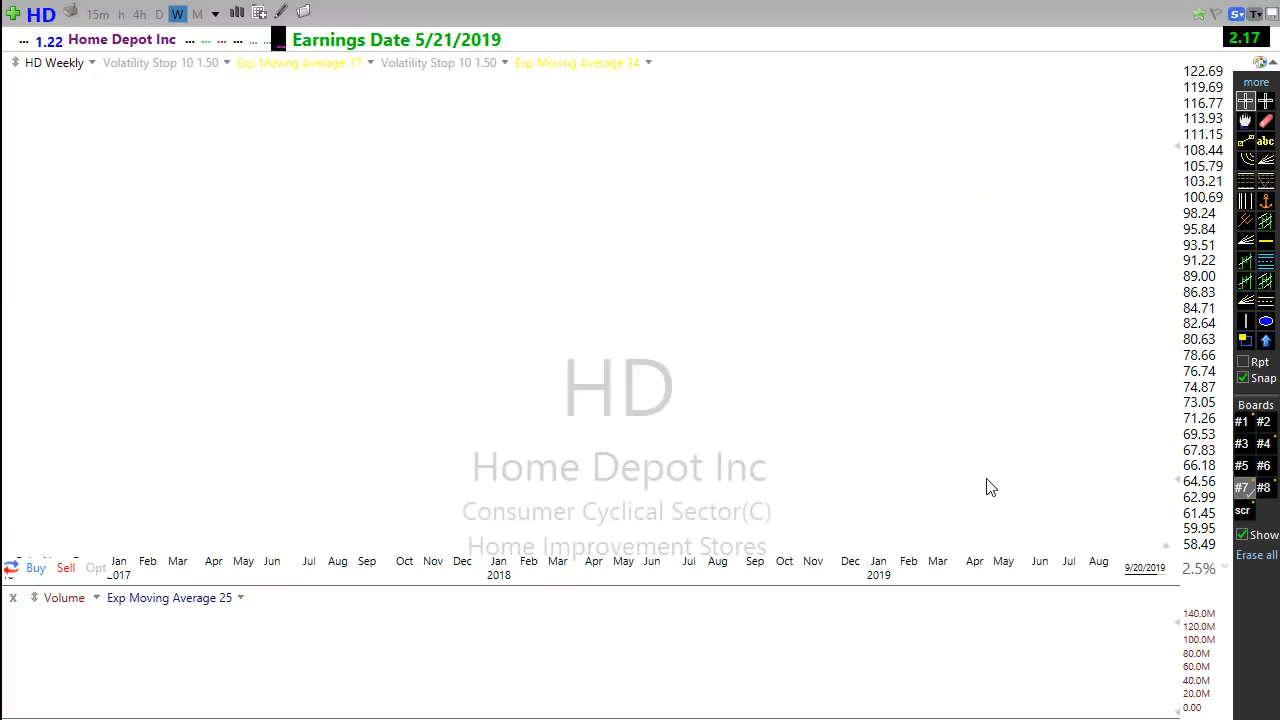 HD 15m h 4h D W M
S T
... 1.22 Home Depot Inc ... ... ... ... ... ... Earnings Date 5/21/2019 2.17
HD Weekly Volatility Stop 10 1.50 Exp Moving Average 17 Volatility Stop 10 1.50 Exp Moving Average 34
122.69
119.69
116.77
113.93
111.15
108.44
105.79
103.21
100.69
98.24
95.84
93.51
91.22
89.00
86.83
84.71
82.64
80.63
78.66
76.74
74.87
73.05
71.26
69.53
67.83
66.18
64.56
62.99
61.45
59.95
58.49
2.5%
more
abc
Rpt
Snap
Boards
#1 #2
#3 #4
#5 #6
#7 #8
scr
Show
Erase all
HD
Home Depot Inc
Consumer Cyclical Sector(C)
Home Improvement Stores
Buy Sell Opt
Jan Feb Mar Apr May Jun Jul Aug Sep Oct Nov Dec Jan Feb Mar Apr May Jun Jul Aug Sep Oct Nov Dec Jan Feb Mar Apr May Jun Jul Aug 9/20/2019
2017 2018 2019
X Volume Exp Moving Average 25
140.0M
120.0M
100.0M
80.0M
60.0M
40.0M
20.0M
0.00